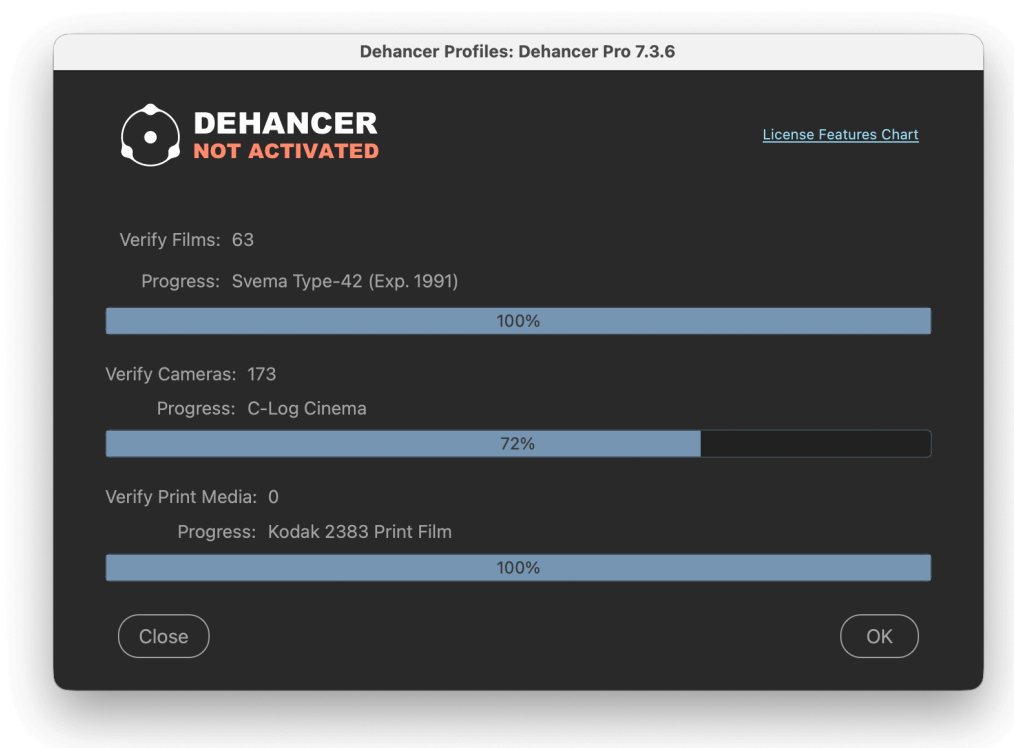 Dehancer Profiles: Dehancer Pro 7.3.6
DEHANCER
NOT ACTIVATED
License Features Chart
Verify Films: 63
Progress: Svema Type-42 (Exp. 1991)
100%
Verify Cameras: 173
Progress: C-Log Cinema
72%
Verify Print Media: 0
Progress: Kodak 2383 Print Film
100%
Close OK